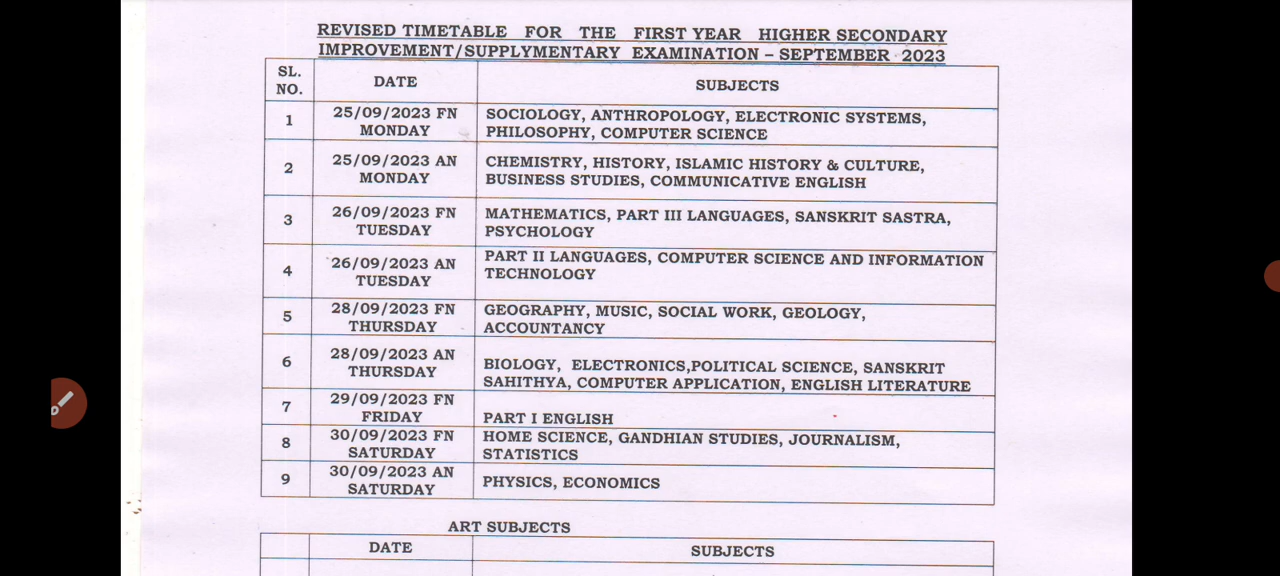 REVISED TIMETABLE FOR THE FIRST YEAR HIGHER SECONDARY
IMPROVEMENT/SUPPLYMENTARY EXAMINATION – SEPTEMBER 2023
SL. NO.
DATE
SUBJECTS
1
25/09/2023 FN
MONDAY
SOCIOLOGY, ANTHROPOLOGY, ELECTRONIC SYSTEMS,
PHILOSOPHY, COMPUTER SCIENCE
2
25/09/2023 AN
MONDAY
CHEMISTRY, HISTORY, ISLAMIC HISTORY & CULTURE,
BUSINESS STUDIES, COMMUNICATIVE ENGLISH
3
26/09/2023 FN
TUESDAY
MATHEMATICS, PART III LANGUAGES, SANSKRIT SASTRA,
PSYCHOLOGY
4
26/09/2023 AN
TUESDAY
PART II LANGUAGES, COMPUTER SCIENCE AND INFORMATION
TECHNOLOGY
5
28/09/2023 FN
THURSDAY
GEOGRAPHY, MUSIC, SOCIAL WORK, GEOLOGY,
ACCOUNTANCY
6
28/09/2023 AN
THURSDAY
BIOLOGY, ELECTRONICS,POLITICAL SCIENCE, SANSKRIT
SAHITHYA, COMPUTER APPLICATION, ENGLISH LITERATURE
7
29/09/2023 FN
FRIDAY
PART I ENGLISH
8
30/09/2023 FN
SATURDAY
HOME SCIENCE, GANDHIAN STUDIES, JOURNALISM,
STATISTICS
9
30/09/2023 AN
SATURDAY
PHYSICS, ECONOMICS
ART SUBJECTS
DATE
SUBJECTS